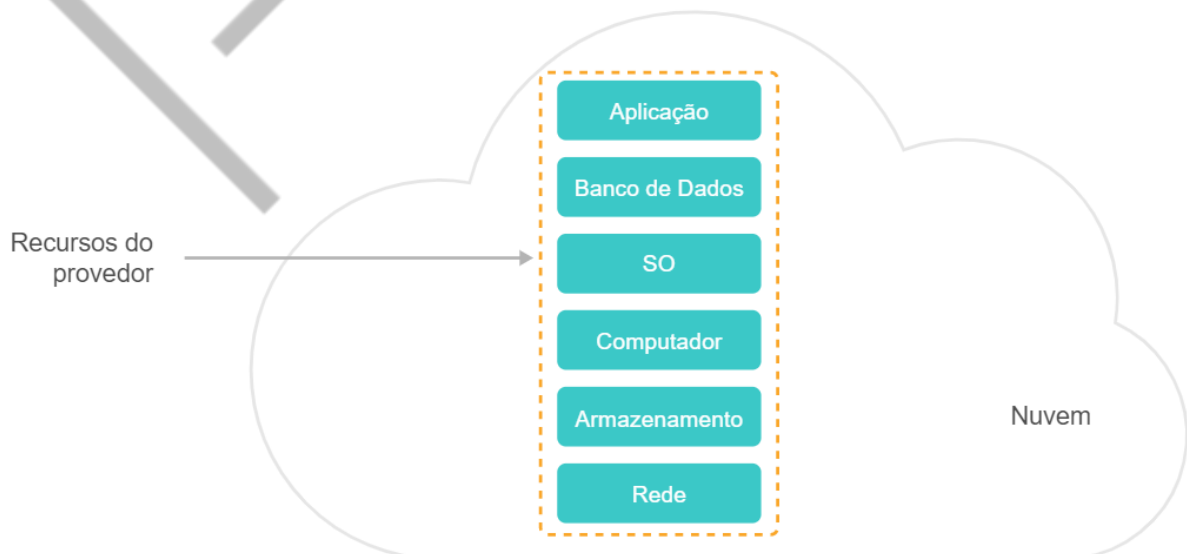 Aplicação
Banco de Dados
Recursos do
provedor
SO
Computador
Armazenamento
Nuvem
Rede